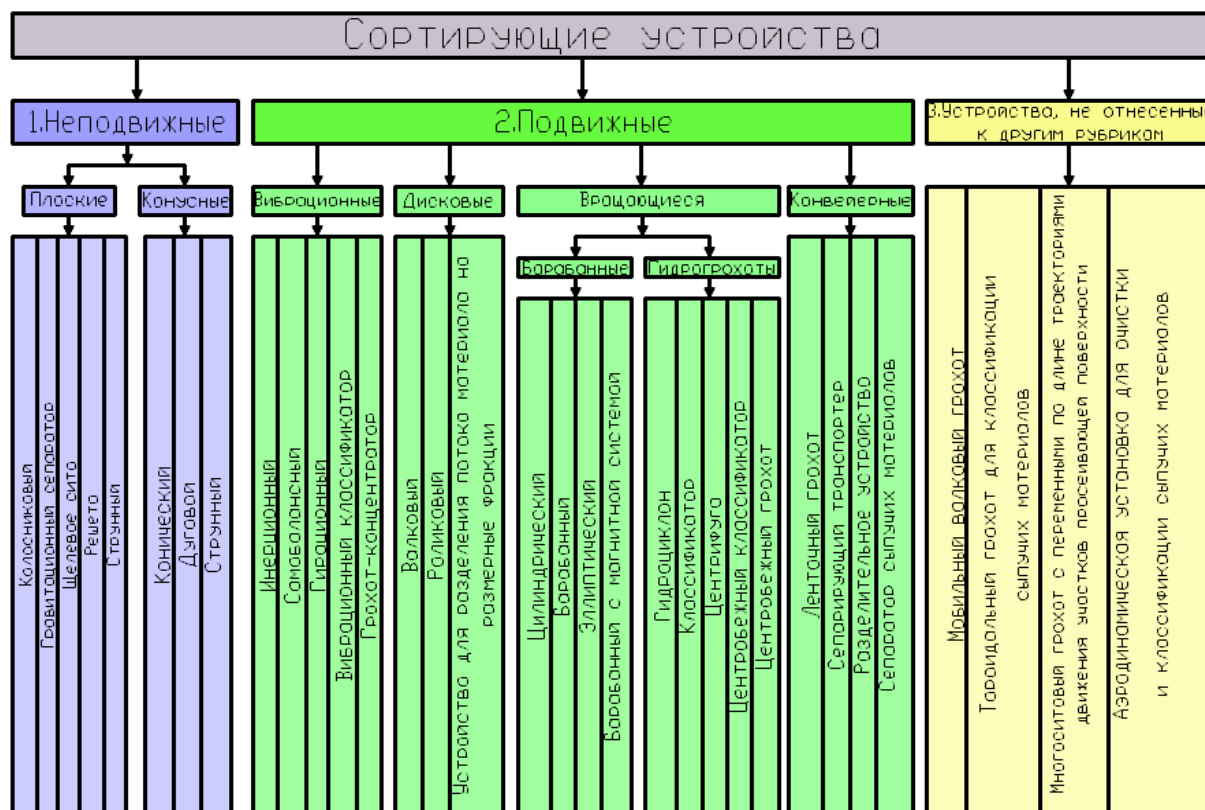 Сортирующие устройства
1.Неподвижные
2.Подвижные
3.Устройства, не отнесенные
к другим рубрикам
Плоские
Конусные
Вибрационные
Дисковые
Вращающиеся
Конвейерные
Барабанные
Гидрогрохоты
Колосниковый
Гравитационный сепаратор
Щелевое сито
Решето
Струнный
Конический
Дуговой
Струнный
Инерционный
Самобалансный
Гирационный
Вибрационный классификатор
Грохот-концентратор
Валковый
Роликовый
Устройство для разделения потока материала на
размерные фракции
Цилиндрический
Барабанный
Эллиптический
Барабанный с магнитной системой
Гидроциклон
Классификатор
Центрифуга
Центробежный классификатор
Центробежный грохот
Ленточный грохот
Сепарирующий транспортер
Разделительное устройство
Сепаратор сыпучих материалов
Мобильный валковый грохот
Тороидальный грохот для классификации
сыпучих материалов
Многоситовый грохот с переменными по длине траекториями
движения участков просеивающей поверхности
Аэродинамическая установка для очистки
и классификации сыпучих материалов